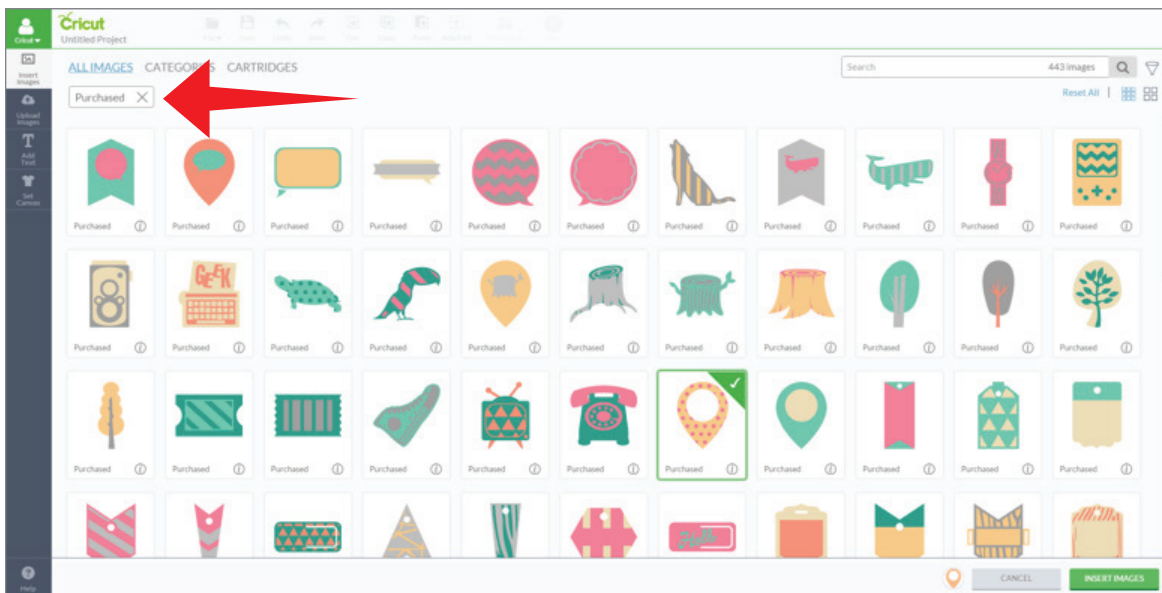 Cricut
Untitled Project
Cricut
Insert
Images
Upload
Images
Add
Text
Set
Canvas
ALL IMAGES CATEGORIES CARTRIDGES
Search 443 images
Purchased
Reset All
Purchased Purchased Purchased Purchased Purchased Purchased Purchased Purchased Purchased Purchased Purchased
GEEK
Purchased Purchased Purchased Purchased Purchased Purchased Purchased Purchased Purchased Purchased Purchased
Purchased Purchased Purchased Purchased Purchased Purchased Purchased Purchased Purchased Purchased Purchased
Hello
Help
CANCEL INSERT IMAGES